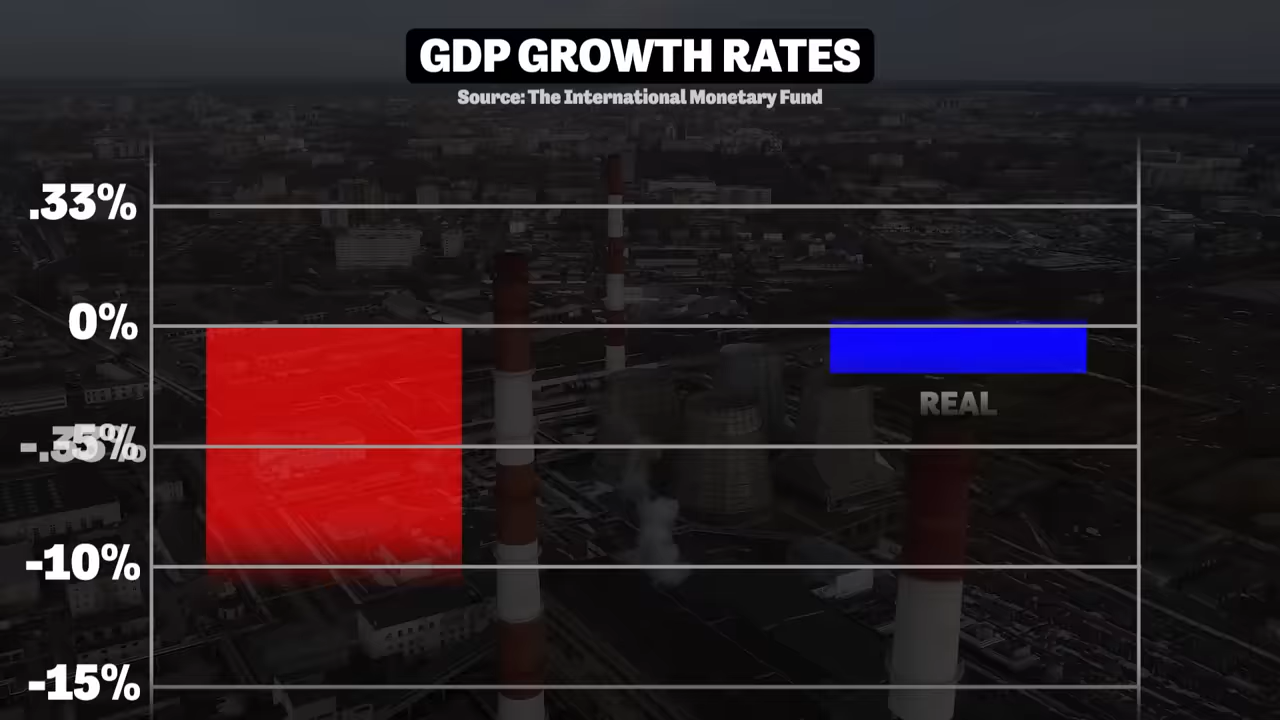 GDP GROWTH RATES
Source: The International Monetary Fund
.33%
0%
REAL
-10%
-15%